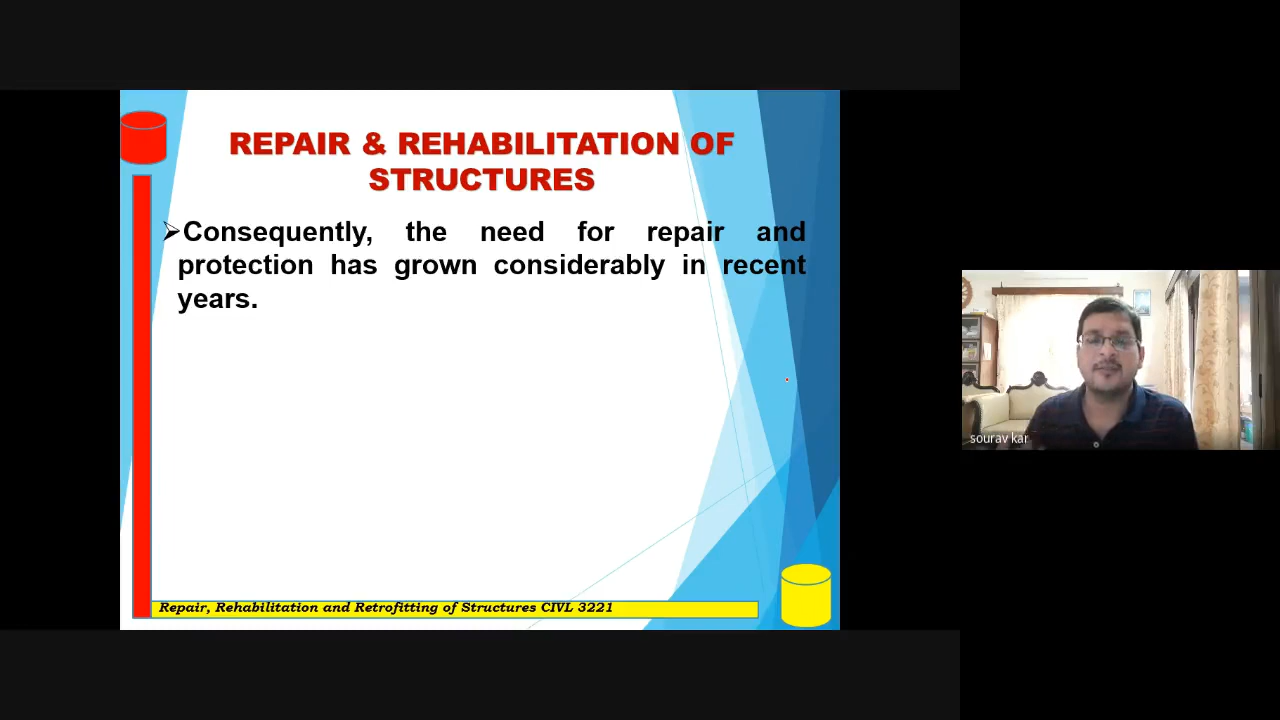 REPAIR & REHABILITATION OF
STRUCTURES
➢Consequently, the need for repair and
protection has grown considerably in recent
years.
sourav kar
Repair, Rehabilitation and Retrofitting of Structures CIVL 3221